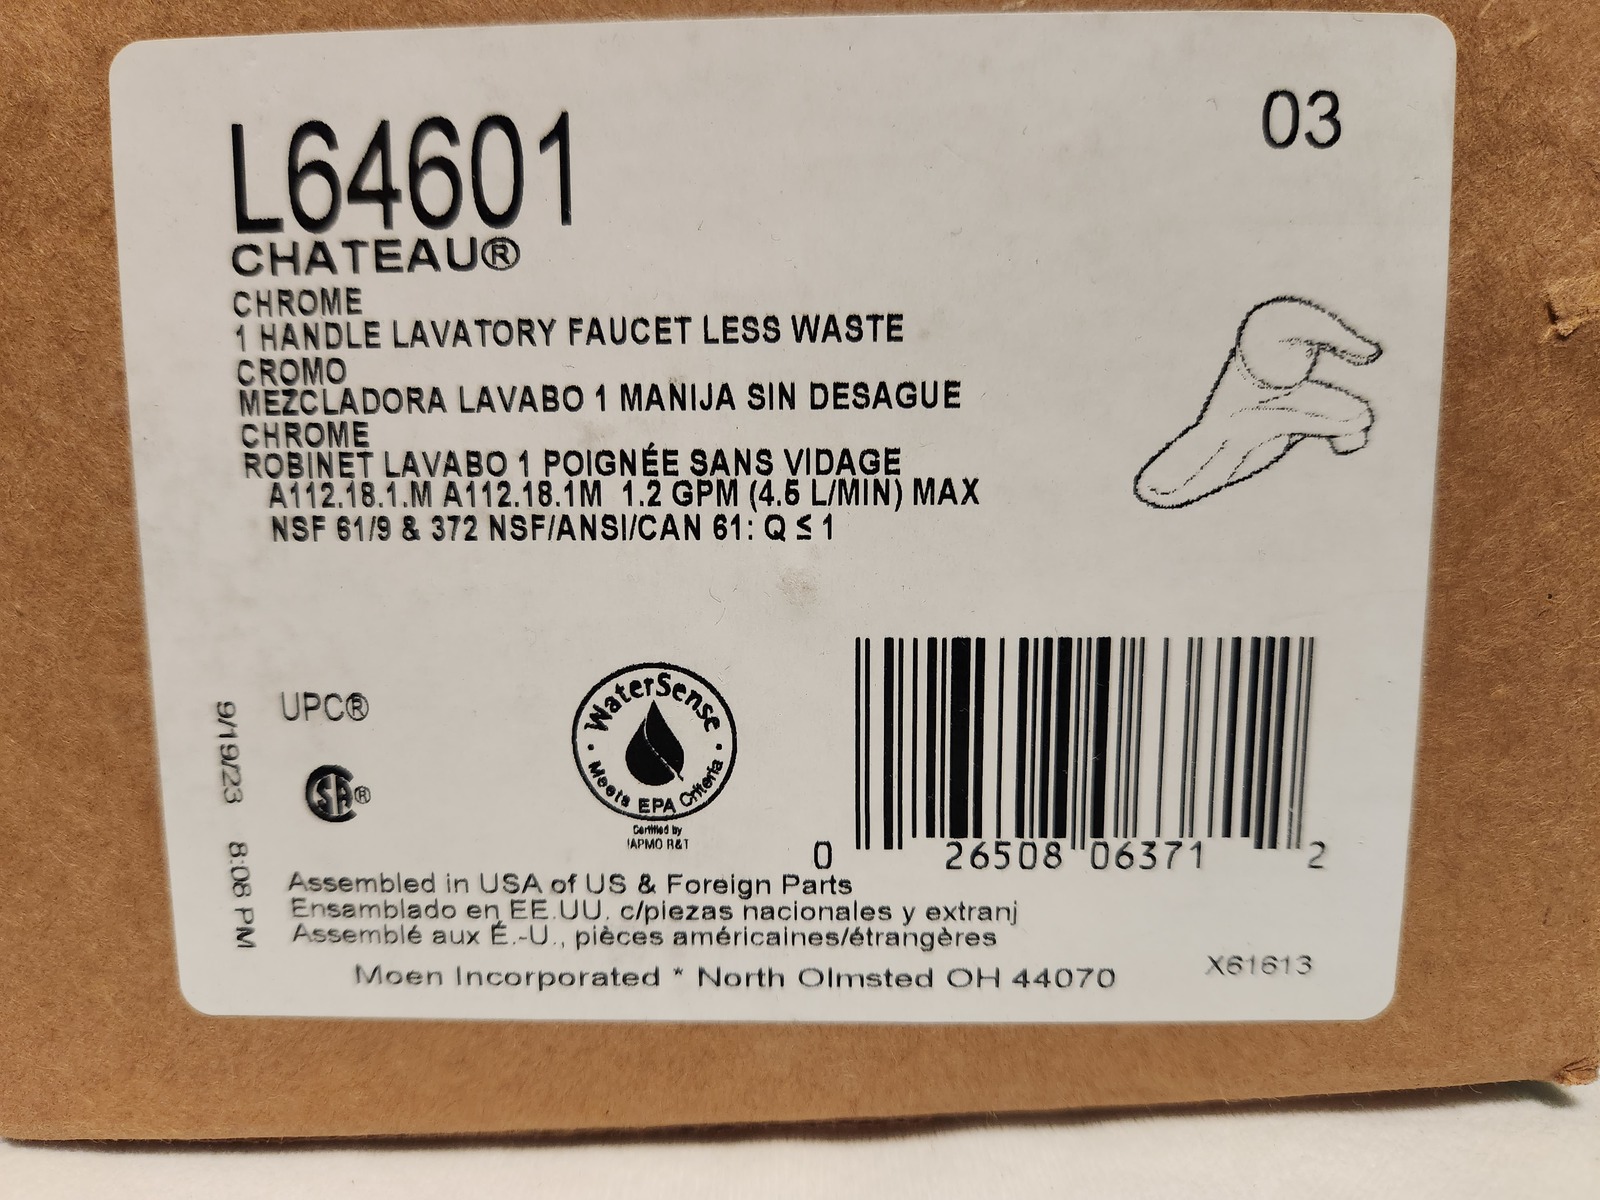 L64601
03
CHATEAU®
CHROME
1 HANDLE LAVATORY FAUCET LESS WASTE
CROMO
MEZCLADORA LAVABO 1 MANIJA SIN DESAGUE
CHROME
ROBINET LAVABO 1 POIGNÉE SANS VIDAGE
A112.18.1.M A112.18.1M 1.2 GPM (4.5 L/MIN) MAX
NSF 61/9 & 372 NSF/ANSI/CAN 61: Q ≤ 1
9/19/23 8:08 PM
UPC®
SA®
WaterSense
Meets EPA Criteria
Certified by
IAPMO R&T
0 26508 06371 2
Assembled in USA of US & Foreign Parts
Ensamblado en EE.UU. c/piezas nacionales y extranj
Assemblé aux É.-U., pièces américaines/étrangères
Moen Incorporated * North Olmsted OH 44070
X61613